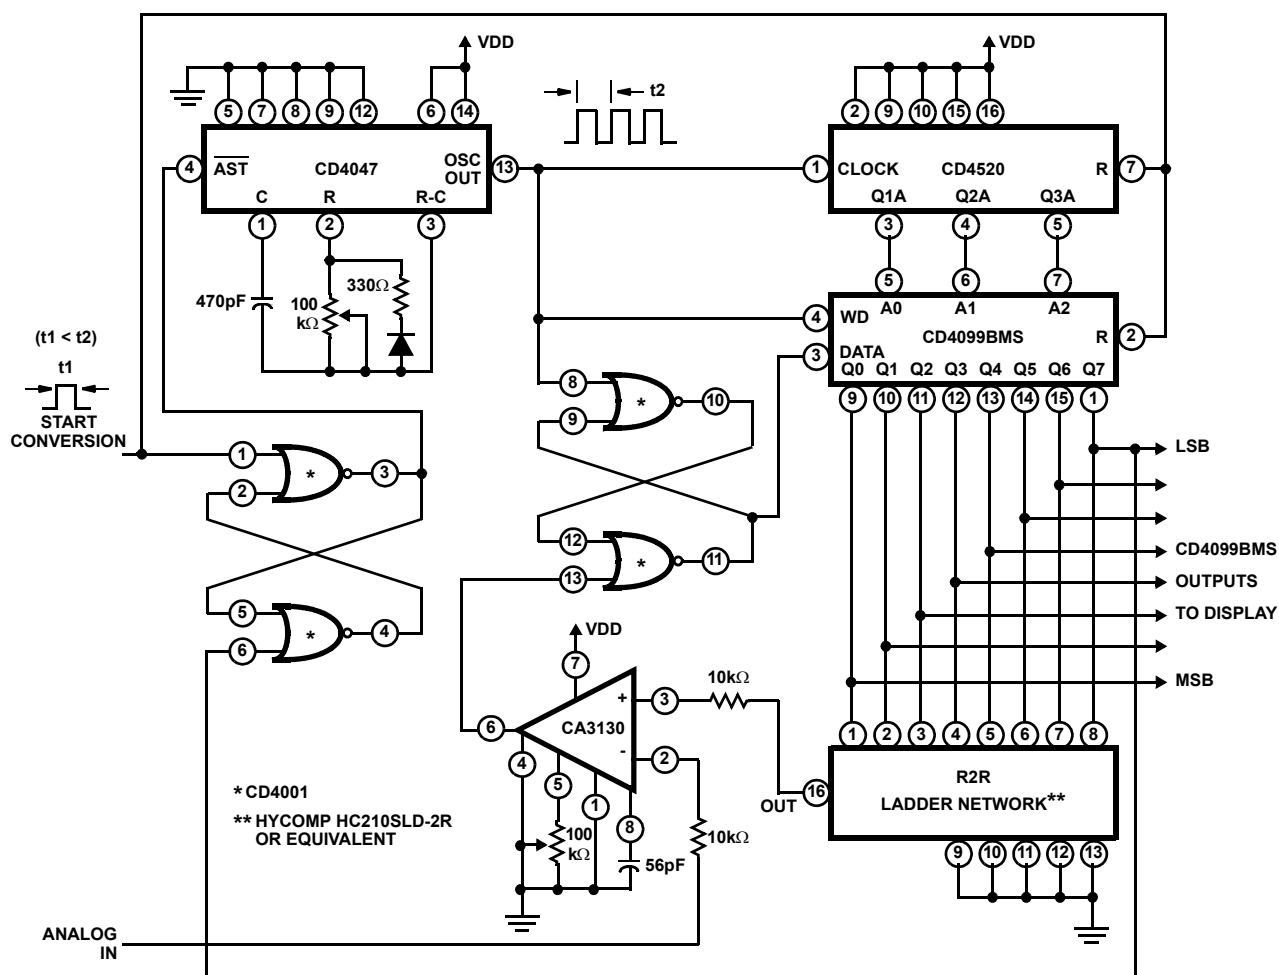 VDD
VDD
t2
5 7 8 9 12 6 14
2 9 10 15 16
4 AST CD4047 OSC OUT 13
1 CLOCK CD4520 R 7
C R R-C
Q1A Q2A Q3A
1 2 3
3 4 5
5 6 7
470pF 100 kΩ 330Ω
A0 A1 A2
4 WD CD4099BMS R 2
3 DATA
Q0 Q1 Q2 Q3 Q4 Q5 Q6 Q7
9 10 11 12 13 14 15 1
(t1 < t2)
t1
START
CONVERSION
8 * 10
9
1 * 3
2
LSB
12 * 11
13
CD4099BMS
OUTPUTS
TO DISPLAY
5 * 4
6
MSB
VDD
7
10kΩ
6 CA3130 + 3
- 2
4 5 1 8
100 kΩ
56pF
10kΩ
1 2 3 4 5 6 7 8
OUT 16
R2R
LADDER NETWORK**
9 10 11 12 13
* CD4001
** HYCOMP HC210SLD-2R
OR EQUIVALENT
ANALOG
IN